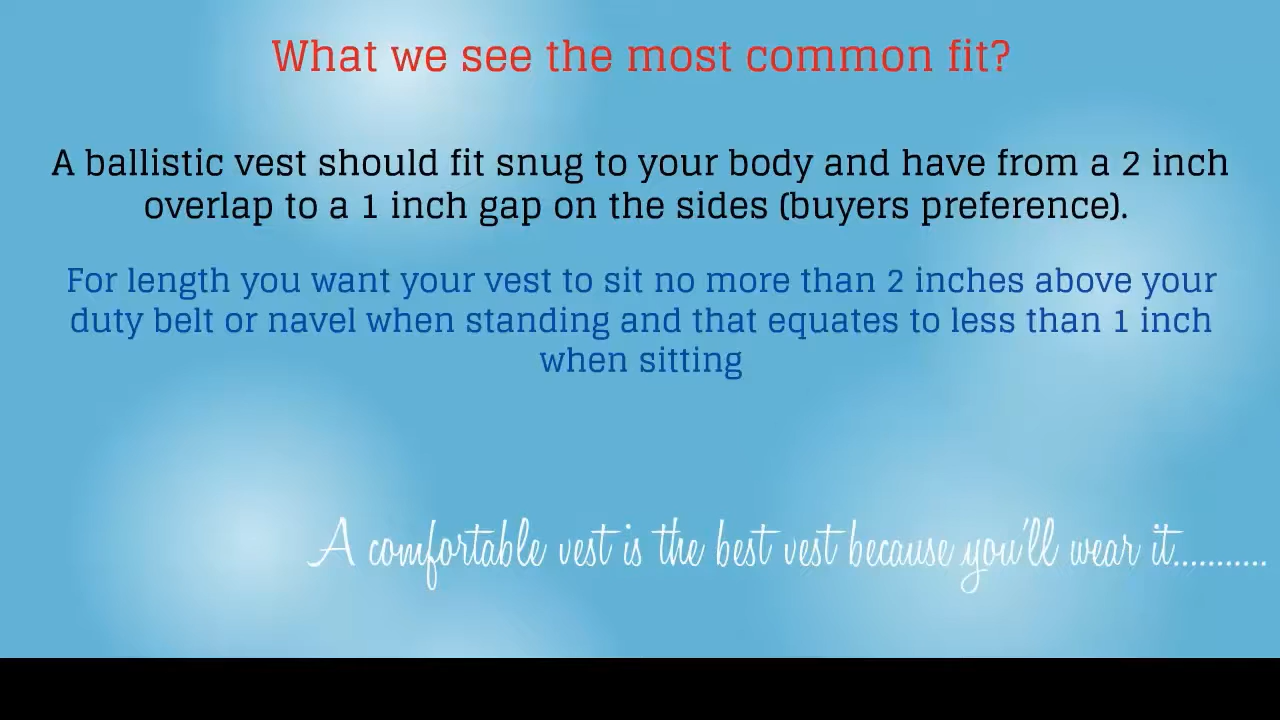 What we see the most common fit?
A ballistic vest should fit snug to your body and have from a 2 inch
overlap to a 1 inch gap on the sides (buyers preference).
For length you want your vest to sit no more than 2 inches above your
duty belt or navel when standing and that equates to less than 1 inch
when sitting
A comfortable vest is the best vest because you'll wear it...........